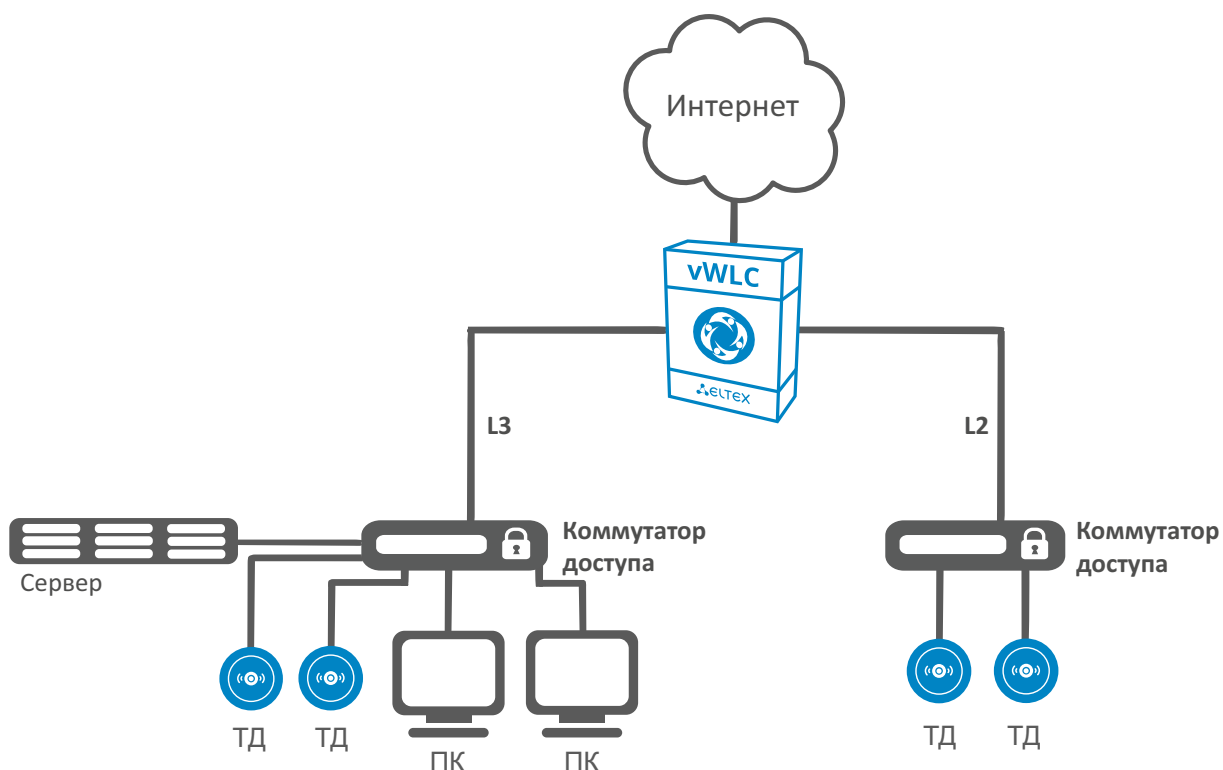 Интернет
vWLC
ELTEX
L3
L2
Коммутатор
доступа
Коммутатор
доступа
Сервер
ТД
ТД
ПК
ПК
ТД
ТД